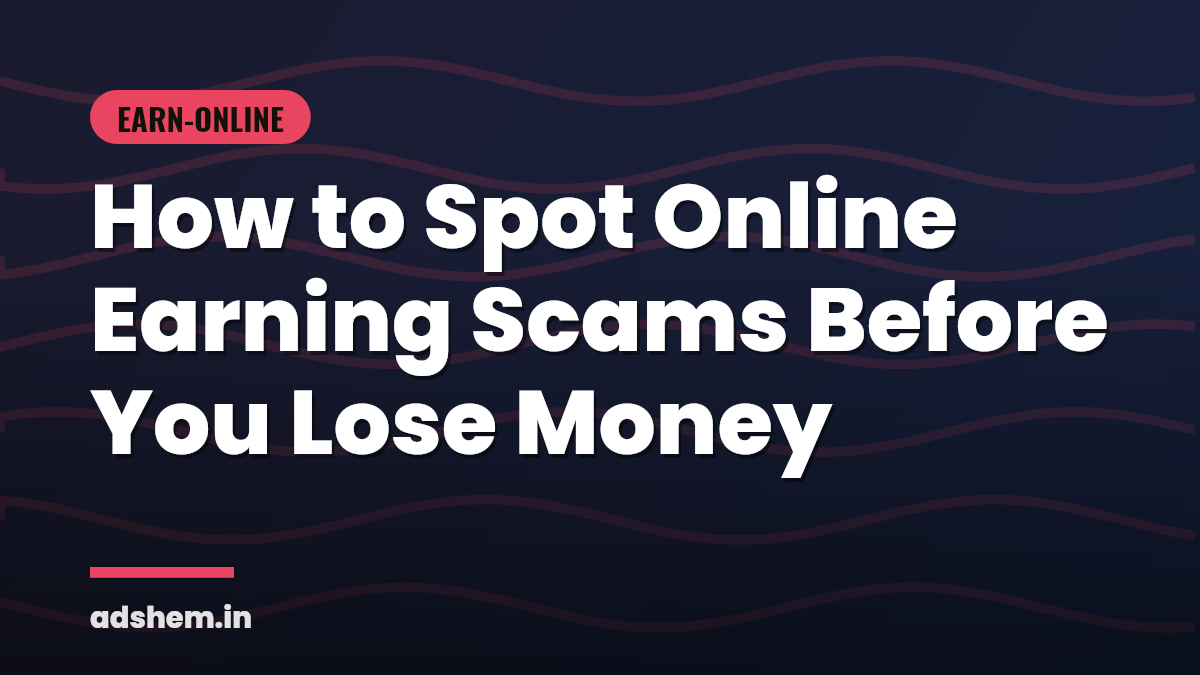 EARN-ONLINE
How to Spot Online
Earning Scams Before
You Lose Money
adshem.in